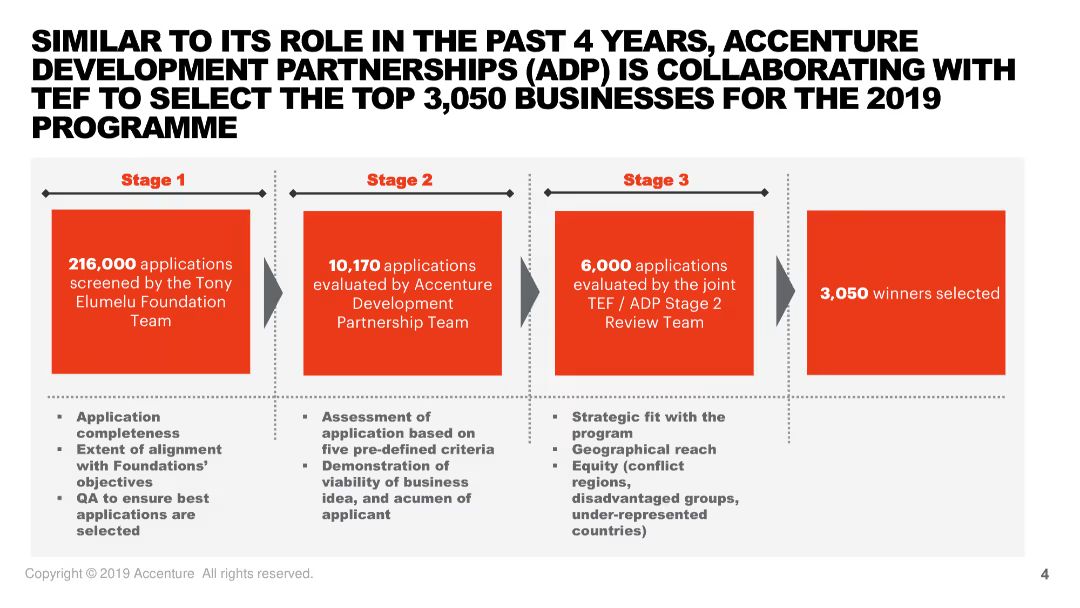 SIMILAR TO ITS ROLE IN THE PAST 4 YEARS, ACCENTURE
DEVELOPMENT PARTNERSHIPS (ADP) IS COLLABORATING WITH
TEF TO SELECT THE TOP 3,050 BUSINESSES FOR THE 2019
PROGRAMME
Stage 1
216,000 applications
screened by the Tony
Elumelu Foundation
Team
▪ Application
completeness
▪ Extent of alignment
with Foundations’
objectives
▪ QA to ensure best
applications are
selected
Stage 2
10,170 applications
evaluated by Accenture
Development
Partnership Team
▪ Assessment of
application based on
five pre-defined criteria
▪ Demonstration of
viability of business
idea, and acumen of
applicant
Stage 3
6,000 applications
evaluated by the joint
TEF / ADP Stage 2
Review Team
▪ Strategic fit with the
program
▪ Geographical reach
▪ Equity (conflict
regions,
disadvantaged groups,
under-represented
countries)
3,050 winners selected
Copyright © 2019 Accenture All rights reserved.
4